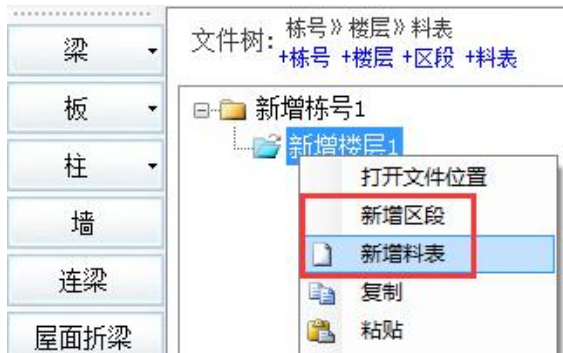 梁
板
柱
墙
连梁
屋面折梁
文件树: 栋号》楼层》料表
+栋号 +楼层 +区段 +料表
新增栋号1
新增楼层1
打开文件位置
新增区段
新增料表
复制
粘贴